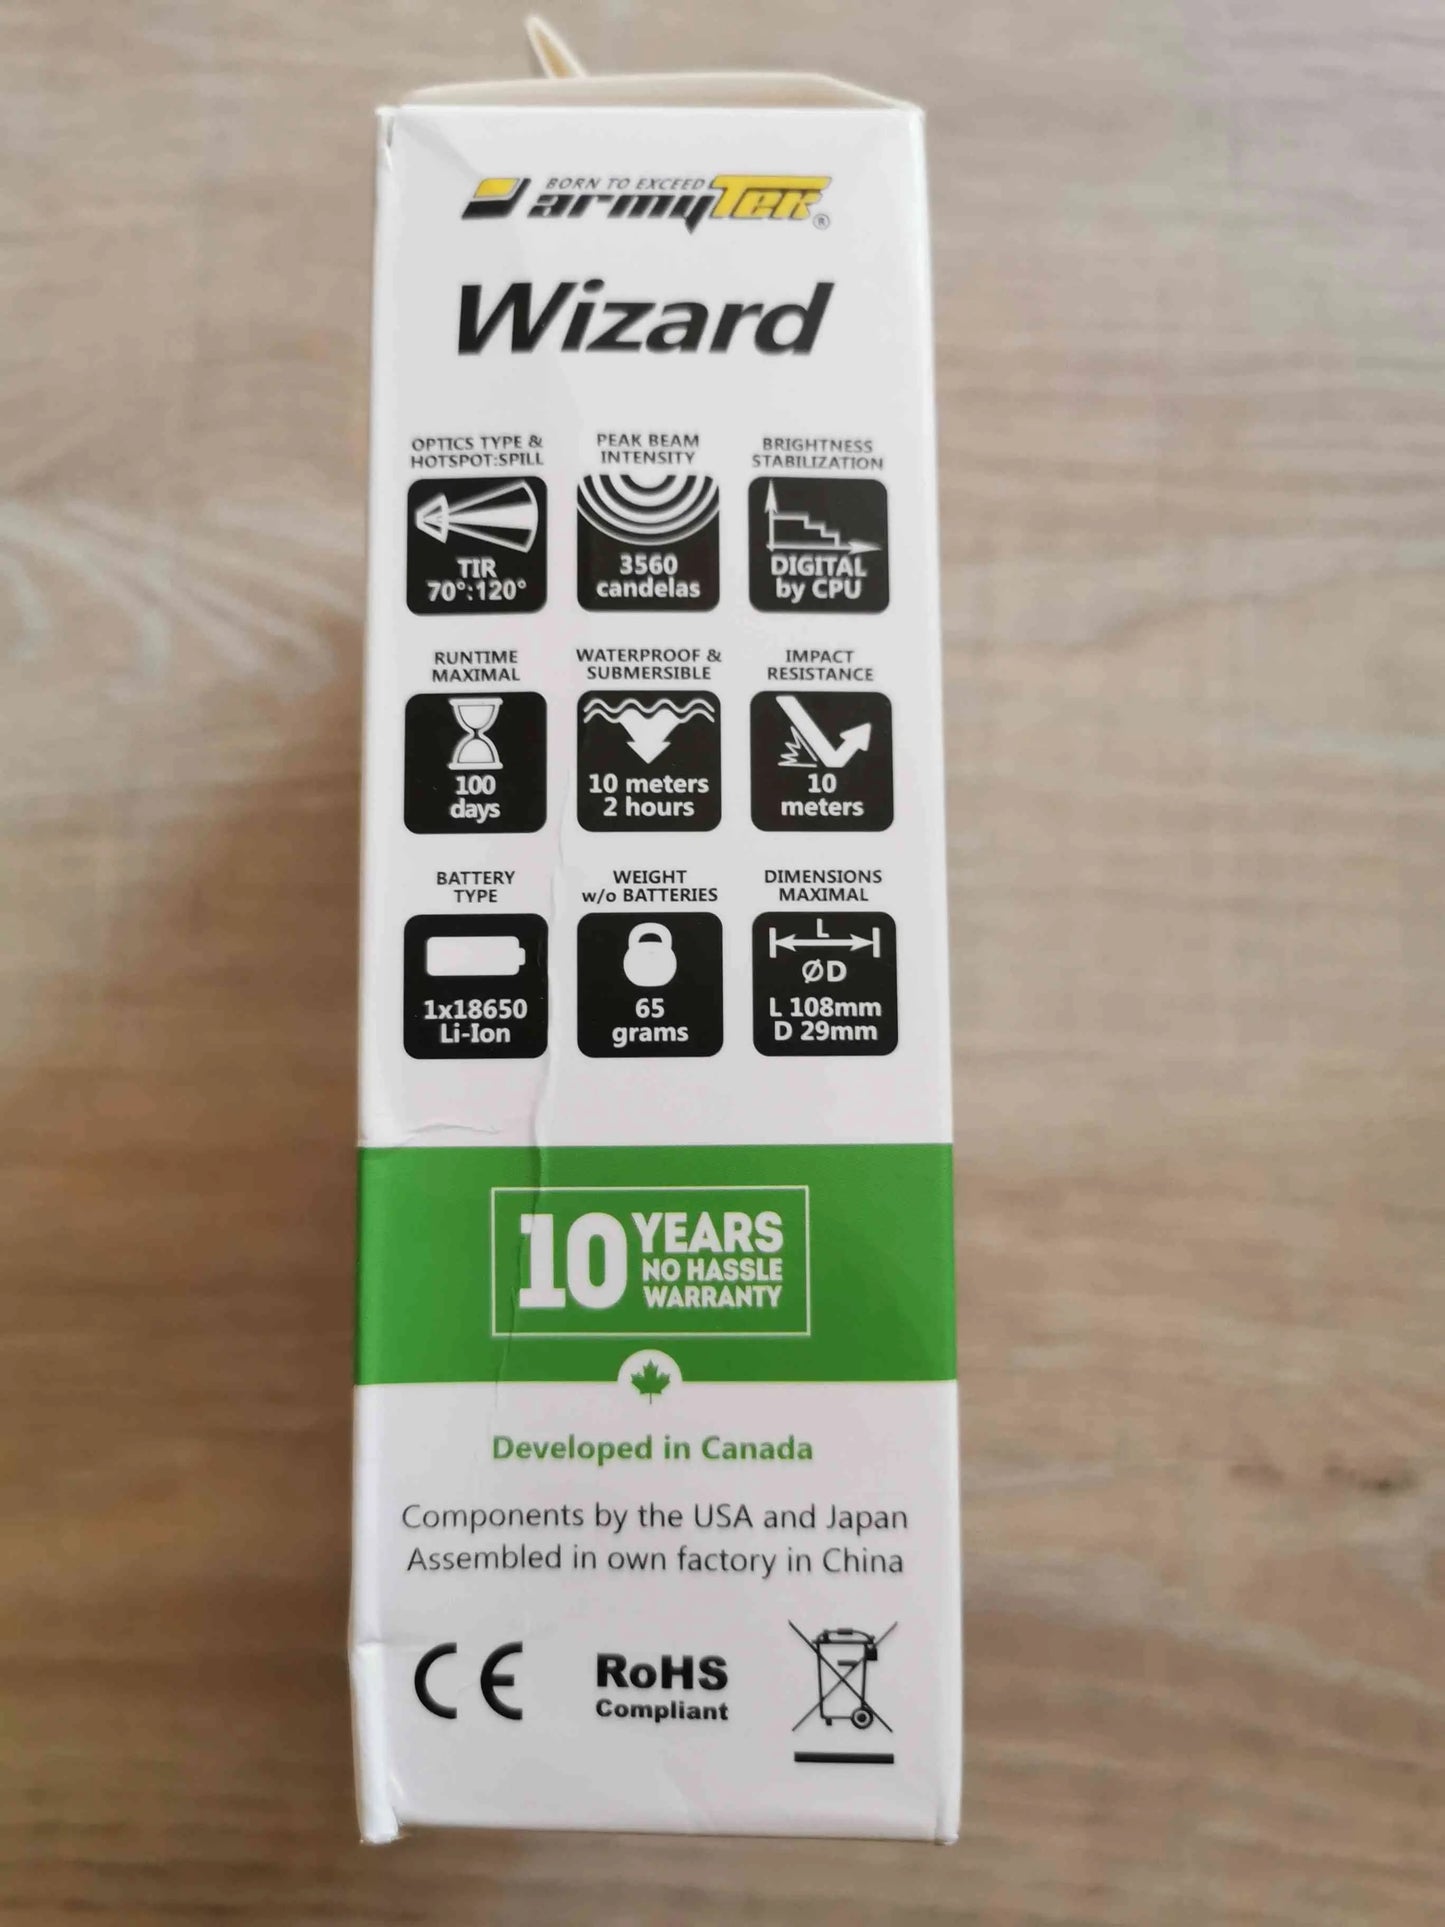 BORN TO EXCEED
armyTek®
Wizard
OPTICS TYPE &
HOTSPOT:SPILL
TIR
70°:120°
PEAK BEAM
INTENSITY
3560
candelas
BRIGHTNESS
STABILIZATION
DIGITAL
by CPU
RUNTIME
MAXIMAL
100
days
WATERPROOF &
SUBMERSIBLE
10 meters
2 hours
IMPACT
RESISTANCE
10
meters
BATTERY
TYPE
1x18650
Li-Ion
WEIGHT
w/o BATTERIES
65
grams
DIMENSIONS
MAXIMAL
L
ØD
L 108mm
D 29mm
10 YEARS
NO HASSLE
WARRANTY
Developed in Canada
Components by the USA and Japan
Assembled in own factory in China
CE
RoHS
Compliant